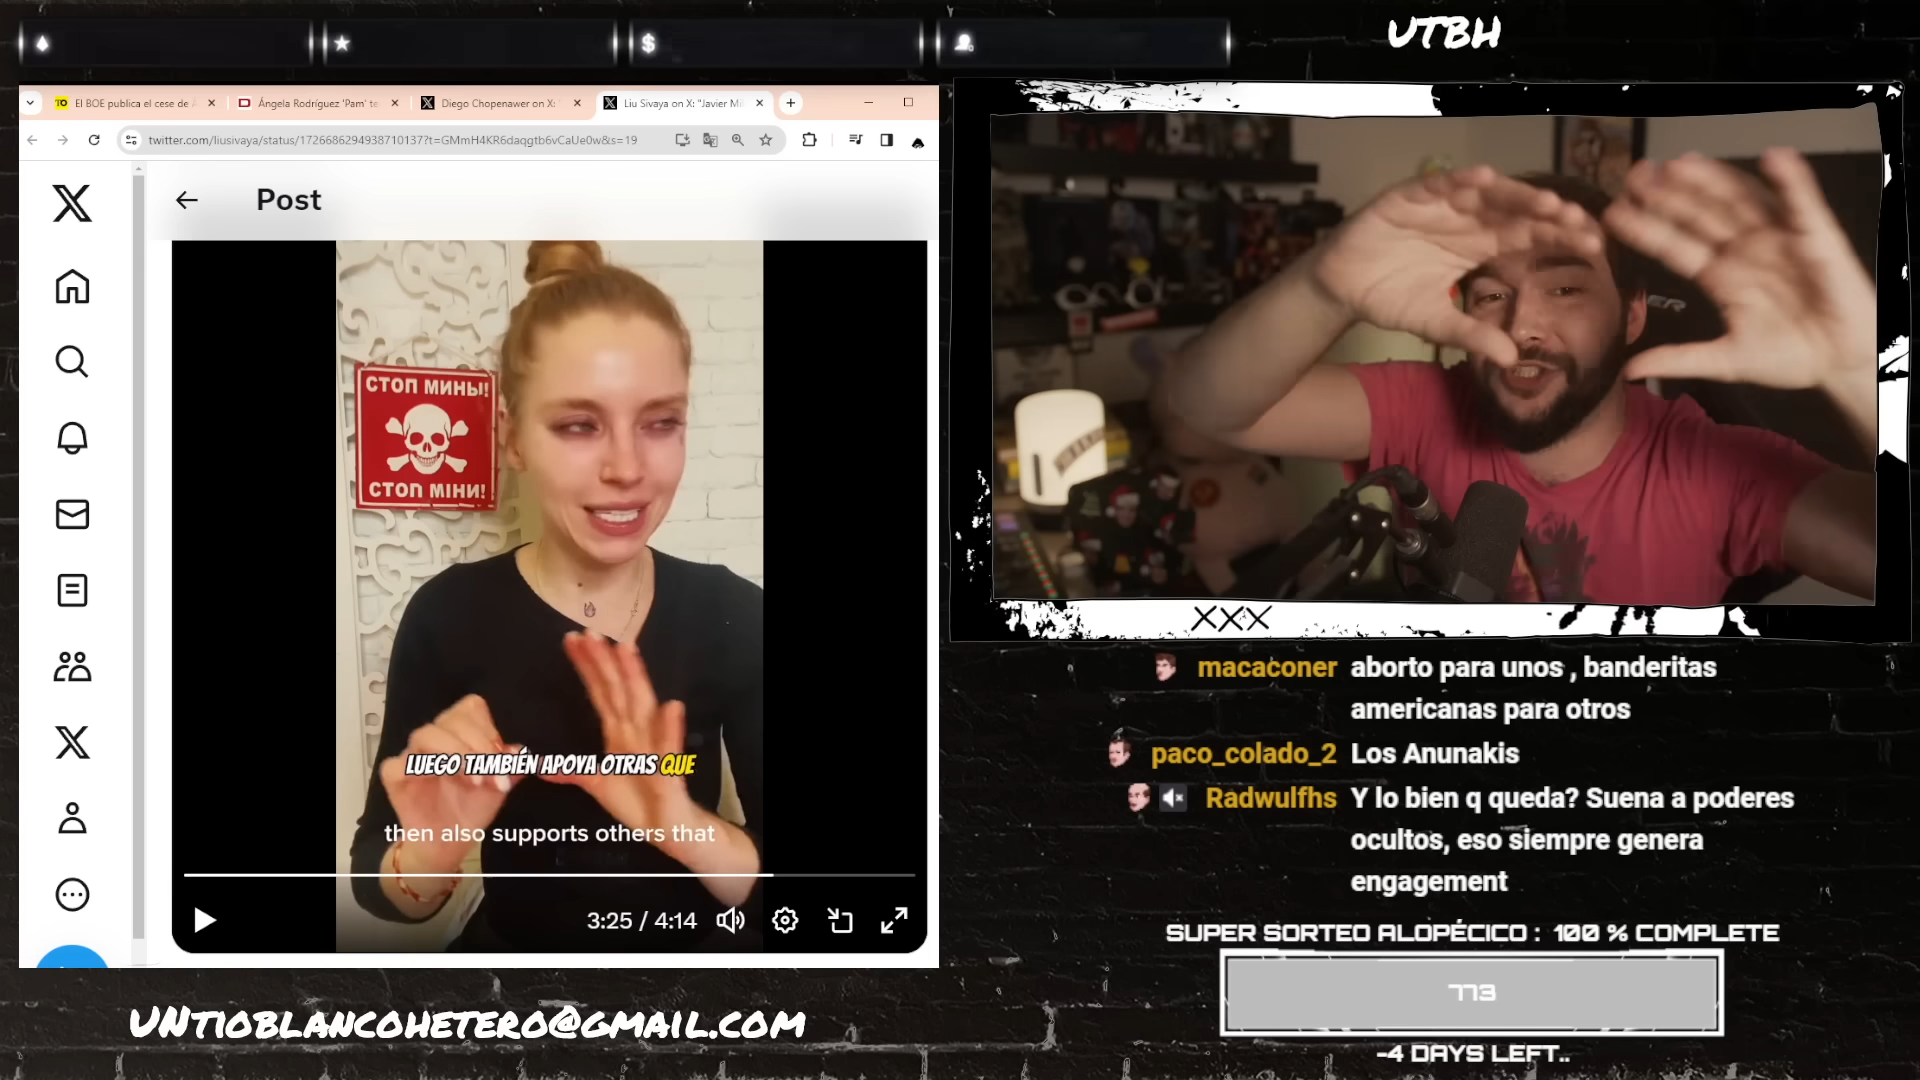 UTBH
El BOE publica el cese de
Ángela Rodríguez 'Pam' te
Diego Chopenawer on X:
Liu Sivaya on X: "Javier Mi
twitter.com/liusivaya/status/1726686294938710137?t=GMmH4KR6daqgtb6vCaUe0w&s=19
Post
СТОП МИНЫ!
СТОП МІНИ!
LUEGO TAMBIÉN APOYA OTRAS QUE
then also supports others that
3:25 / 4:14
XXX
macaconer aborto para unos , banderitas
americanas para otros
paco_colado_2 Los Anunakis
Radwulfhs Y lo bien q queda? Suena a poderes
ocultos, eso siempre genera
engagement
SUPER SORTEO ALOPÉCICO : 100 % COMPLETE
773
-4 DAYS LEFT..
UNTIOBLANCOHETERO@GMAIL.COM